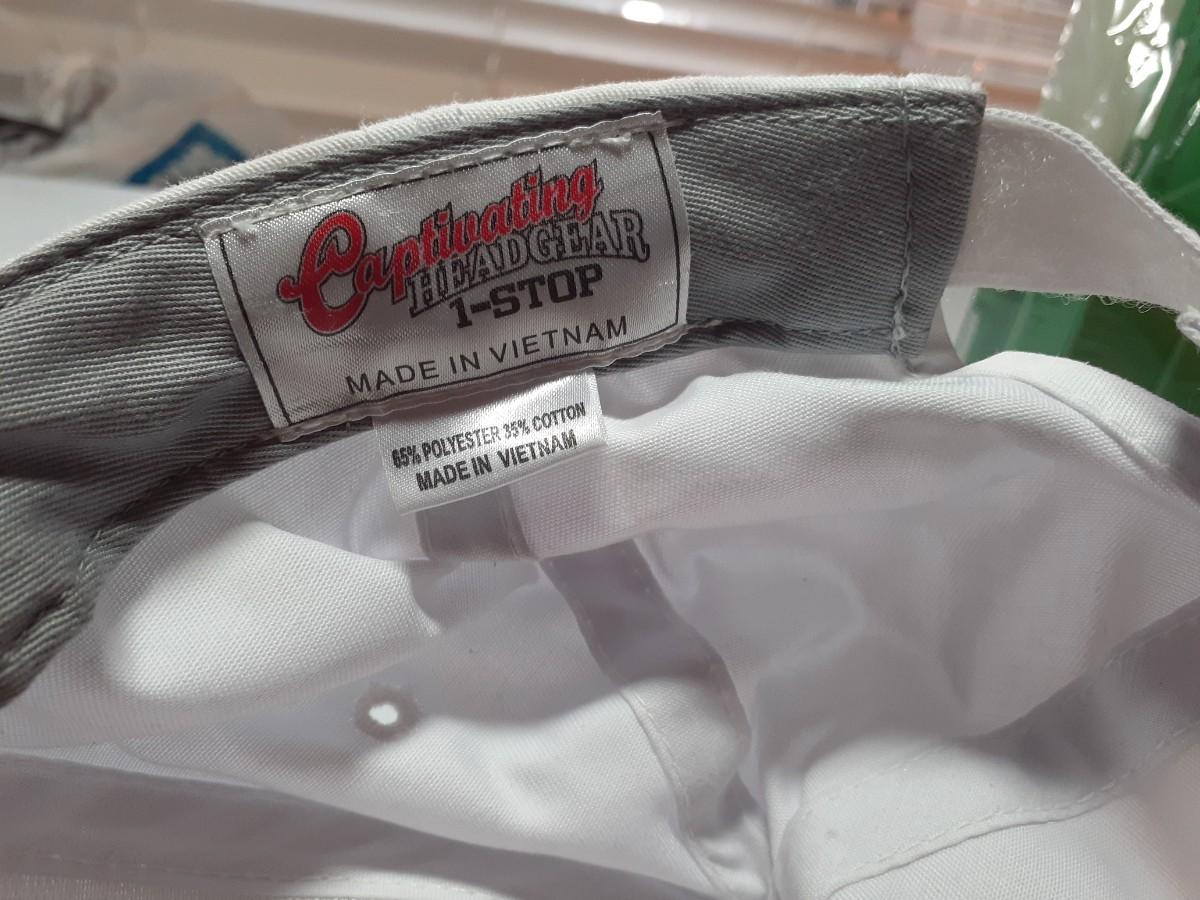 Captivating
HEADGEAR
1-STOP
MADE IN VIETNAM
65% POLYESTER 35% COTTON
MADE IN VIETNAM